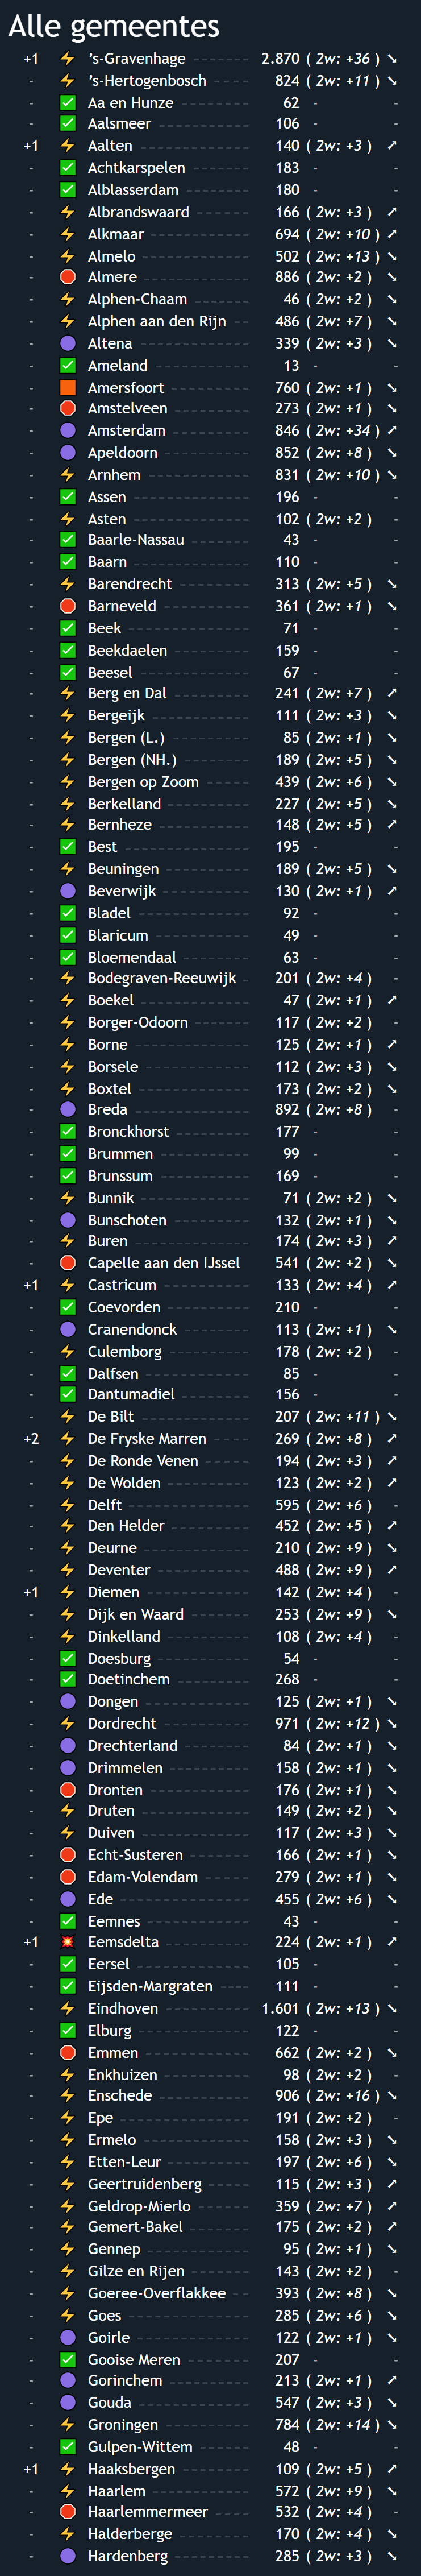 Alle gemeentes
+1 ⚡ ’s-Gravenhage 2.870 ( 2w: +36 ) ➘
- ⚡ ’s-Hertogenbosch 824 ( 2w: +11 ) ➘
- ✅ Aa en Hunze 62 - -
- ✅ Aalsmeer 106 - -
+1 ⚡ Aalten 140 ( 2w: +3 ) ➚
- ✅ Achtkarspelen 183 - -
- ✅ Alblasserdam 180 - -
- ⚡ Albrandswaard 166 ( 2w: +3 ) ➚
- ⚡ Alkmaar 694 ( 2w: +10 ) ➚
- ⚡ Almelo 502 ( 2w: +13 ) ➘
- 🛑 Almere 886 ( 2w: +2 ) ➘
- ⚡ Alphen-Chaam 46 ( 2w: +2 ) ➘
- ⚡ Alphen aan den Rijn 486 ( 2w: +7 ) ➘
- 🟣 Altena 339 ( 2w: +3 ) ➘
- ✅ Ameland 13 - -
- 🟧 Amersfoort 760 ( 2w: +1 ) ➘
- 🛑 Amstelveen 273 ( 2w: +1 ) ➘
- 🟣 Amsterdam 846 ( 2w: +34 ) ➚
- 🟣 Apeldoorn 852 ( 2w: +8 ) ➘
- ⚡ Arnhem 831 ( 2w: +10 ) ➘
- ✅ Assen 196 - -
- ⚡ Asten 102 ( 2w: +2 ) -
- ✅ Baarle-Nassau 43 - -
- ✅ Baarn 110 - -
- ⚡ Barendrecht 313 ( 2w: +5 ) ➘
- 🛑 Barneveld 361 ( 2w: +1 ) ➘
- ✅ Beek 71 - -
- ✅ Beekdaelen 159 - -
- ✅ Beesel 67 - -
- ⚡ Berg en Dal 241 ( 2w: +7 ) ➚
- ⚡ Bergeijk 111 ( 2w: +3 ) ➘
- ⚡ Bergen (L.) 85 ( 2w: +1 ) ➘
- ⚡ Bergen (NH.) 189 ( 2w: +5 ) ➘
- ⚡ Bergen op Zoom 439 ( 2w: +6 ) ➘
- ⚡ Berkelland 227 ( 2w: +5 ) ➘
- ⚡ Bernheze 148 ( 2w: +5 ) ➚
- ✅ Best 195 - -
- ⚡ Beuningen 189 ( 2w: +5 ) ➘
- 🟣 Beverwijk 130 ( 2w: +1 ) ➚
- ✅ Bladel 92 - -
- ✅ Blaricum 49 - -
- ✅ Bloemendaal 63 - -
- ⚡ Bodegraven-Reeuwijk 201 ( 2w: +4 ) -
- ⚡ Boekel 47 ( 2w: +1 ) ➚
- ⚡ Borger-Odoorn 117 ( 2w: +2 ) -
- ⚡ Borne 125 ( 2w: +1 ) ➚
- ⚡ Borsele 112 ( 2w: +3 ) ➘
- ⚡ Boxtel 173 ( 2w: +2 ) ➘
- 🟣 Breda 892 ( 2w: +8 ) -
- ✅ Bronckhorst 177 - -
- ✅ Brummen 99 - -
- ✅ Brunssum 169 - -
- ⚡ Bunnik 71 ( 2w: +2 ) ➘
- 🟣 Bunschoten 132 ( 2w: +1 ) ➘
- ⚡ Buren 174 ( 2w: +3 ) ➚
- 🛑 Capelle aan den IJssel 541 ( 2w: +2 ) ➘
+1 ⚡ Castricum 133 ( 2w: +4 ) ➚
- ✅ Coevorden 210 - -
- 🟣 Cranendonck 113 ( 2w: +1 ) ➘
- ⚡ Culemborg 178 ( 2w: +2 ) -
- ✅ Dalfsen 85 - -
- ✅ Dantumadiel 156 - -
- ⚡ De Bilt 207 ( 2w: +11 ) ➘
+2 ⚡ De Fryske Marren 269 ( 2w: +8 ) ➚
- ⚡ De Ronde Venen 194 ( 2w: +3 ) ➚
- ⚡ De Wolden 123 ( 2w: +2 ) ➚
- ⚡ Delft 595 ( 2w: +6 ) -
- ⚡ Den Helder 452 ( 2w: +5 ) ➚
- ⚡ Deurne 210 ( 2w: +9 ) ➘
- ⚡ Deventer 488 ( 2w: +9 ) ➚
+1 ⚡ Diemen 142 ( 2w: +4 ) -
- ⚡ Dijk en Waard 253 ( 2w: +9 ) ➘
- ⚡ Dinkelland 108 ( 2w: +4 ) -
- ✅ Doesburg 54 - -
- ✅ Doetinchem 268 - -
- 🟣 Dongen 125 ( 2w: +1 ) ➘
- ⚡ Dordrecht 971 ( 2w: +12 ) ➘
- 🟣 Drechterland 84 ( 2w: +1 ) ➘
- 🟣 Drimmelen 158 ( 2w: +1 ) ➘
- 🛑 Dronten 176 ( 2w: +1 ) ➘
- ⚡ Druten 149 ( 2w: +2 ) ➘
- ⚡ Duiven 117 ( 2w: +3 ) ➘
- 🛑 Echt-Susteren 166 ( 2w: +1 ) ➘
- 🛑 Edam-Volendam 279 ( 2w: +1 ) ➘
- 🟣 Ede 455 ( 2w: +6 ) ➘
- ✅ Eemnes 43 - -
+1 💥 Eemsdelta 224 ( 2w: +1 ) ➚
- ✅ Eersel 105 - -
- ✅ Eijsden-Margraten 111 - -
- ⚡ Eindhoven 1.601 ( 2w: +13 ) ➘
- ✅ Elburg 122 - -
- 🛑 Emmen 662 ( 2w: +2 ) ➘
- ⚡ Enkhuizen 98 ( 2w: +2 ) -
- ⚡ Enschede 906 ( 2w: +16 ) ➘
- ⚡ Epe 191 ( 2w: +2 ) -
- ⚡ Ermelo 158 ( 2w: +3 ) ➘
- ⚡ Etten-Leur 197 ( 2w: +6 ) ➘
- ⚡ Geertruidenberg 115 ( 2w: +3 ) ➚
- ⚡ Geldrop-Mierlo 359 ( 2w: +7 ) ➚
- ⚡ Gemert-Bakel 175 ( 2w: +2 ) ➚
- ⚡ Gennep 95 ( 2w: +1 ) ➘
- ⚡ Gilze en Rijen 143 ( 2w: +2 ) -
- ⚡ Goeree-Overflakkee 393 ( 2w: +8 ) ➘
- ⚡ Goes 285 ( 2w: +6 ) ➘
- 🟣 Goirle 122 ( 2w: +1 ) ➘
- ✅ Gooise Meren 207 - -
- 🟣 Gorinchem 213 ( 2w: +1 ) ➚
- 🟣 Gouda 547 ( 2w: +3 ) ➘
- ⚡ Groningen 784 ( 2w: +14 ) ➘
- ✅ Gulpen-Wittem 48 - -
+1 ⚡ Haaksbergen 109 ( 2w: +5 ) ➚
- ⚡ Haarlem 572 ( 2w: +9 ) ➘
- 🛑 Haarlemmermeer 532 ( 2w: +4 ) -
- ⚡ Halderberge 170 ( 2w: +4 ) ➘
- 🟣 Hardenberg 285 ( 2w: +3 ) ➘